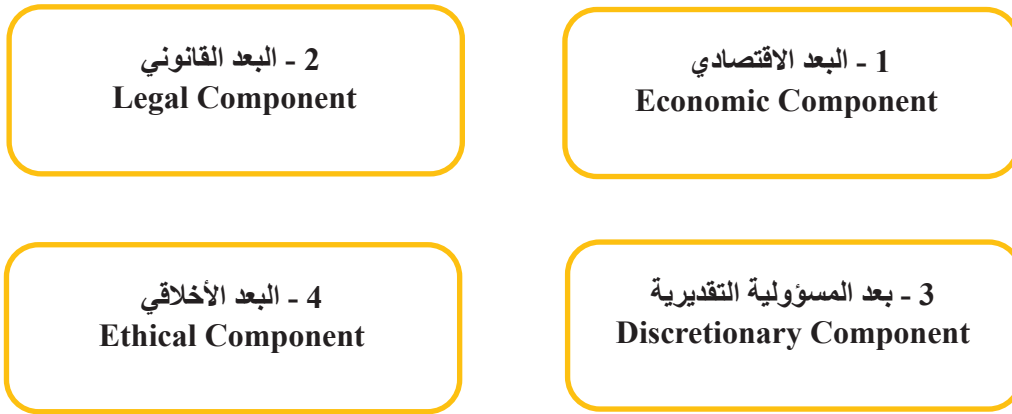 1 - البعد الاقتصادي
Economic Component
2 - البعد القانوني
Legal Component
3 - بعد المسؤولية التقديرية
Discretionary Component
4 - البعد الأخلاقي
Ethical Component